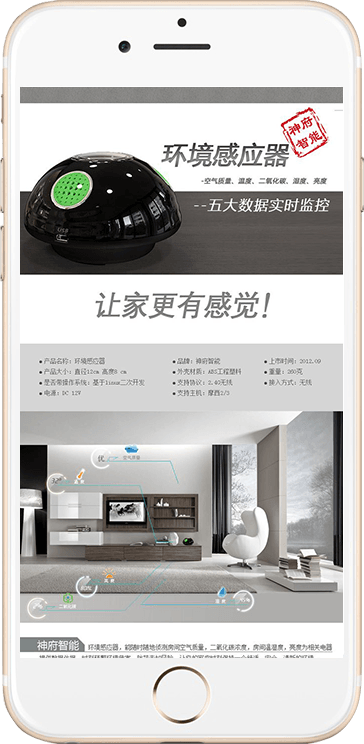 神府
智能
环境感应器
-空气质量、温度、二氧化碳、湿度、亮度
--五大数据实时监控
让家更有感觉！
产品名称：环境感应器
品牌：神府智能
上市时间：2012.09
产品大小：直径12cm 高度8 cm
外壳材质：ABS工程塑料
重量：260克
是否带操作系统：基于linux二次开发
支持协议：2.4G无线
接入方式：无线
电源：DC 12V
支持主机：摩西2/3
优
空气质量
二氧化碳
神府智能
环境感应器，能随时随地侦测房间空气质量，二氧化碳浓度，房间温湿度，亮度为相关电器